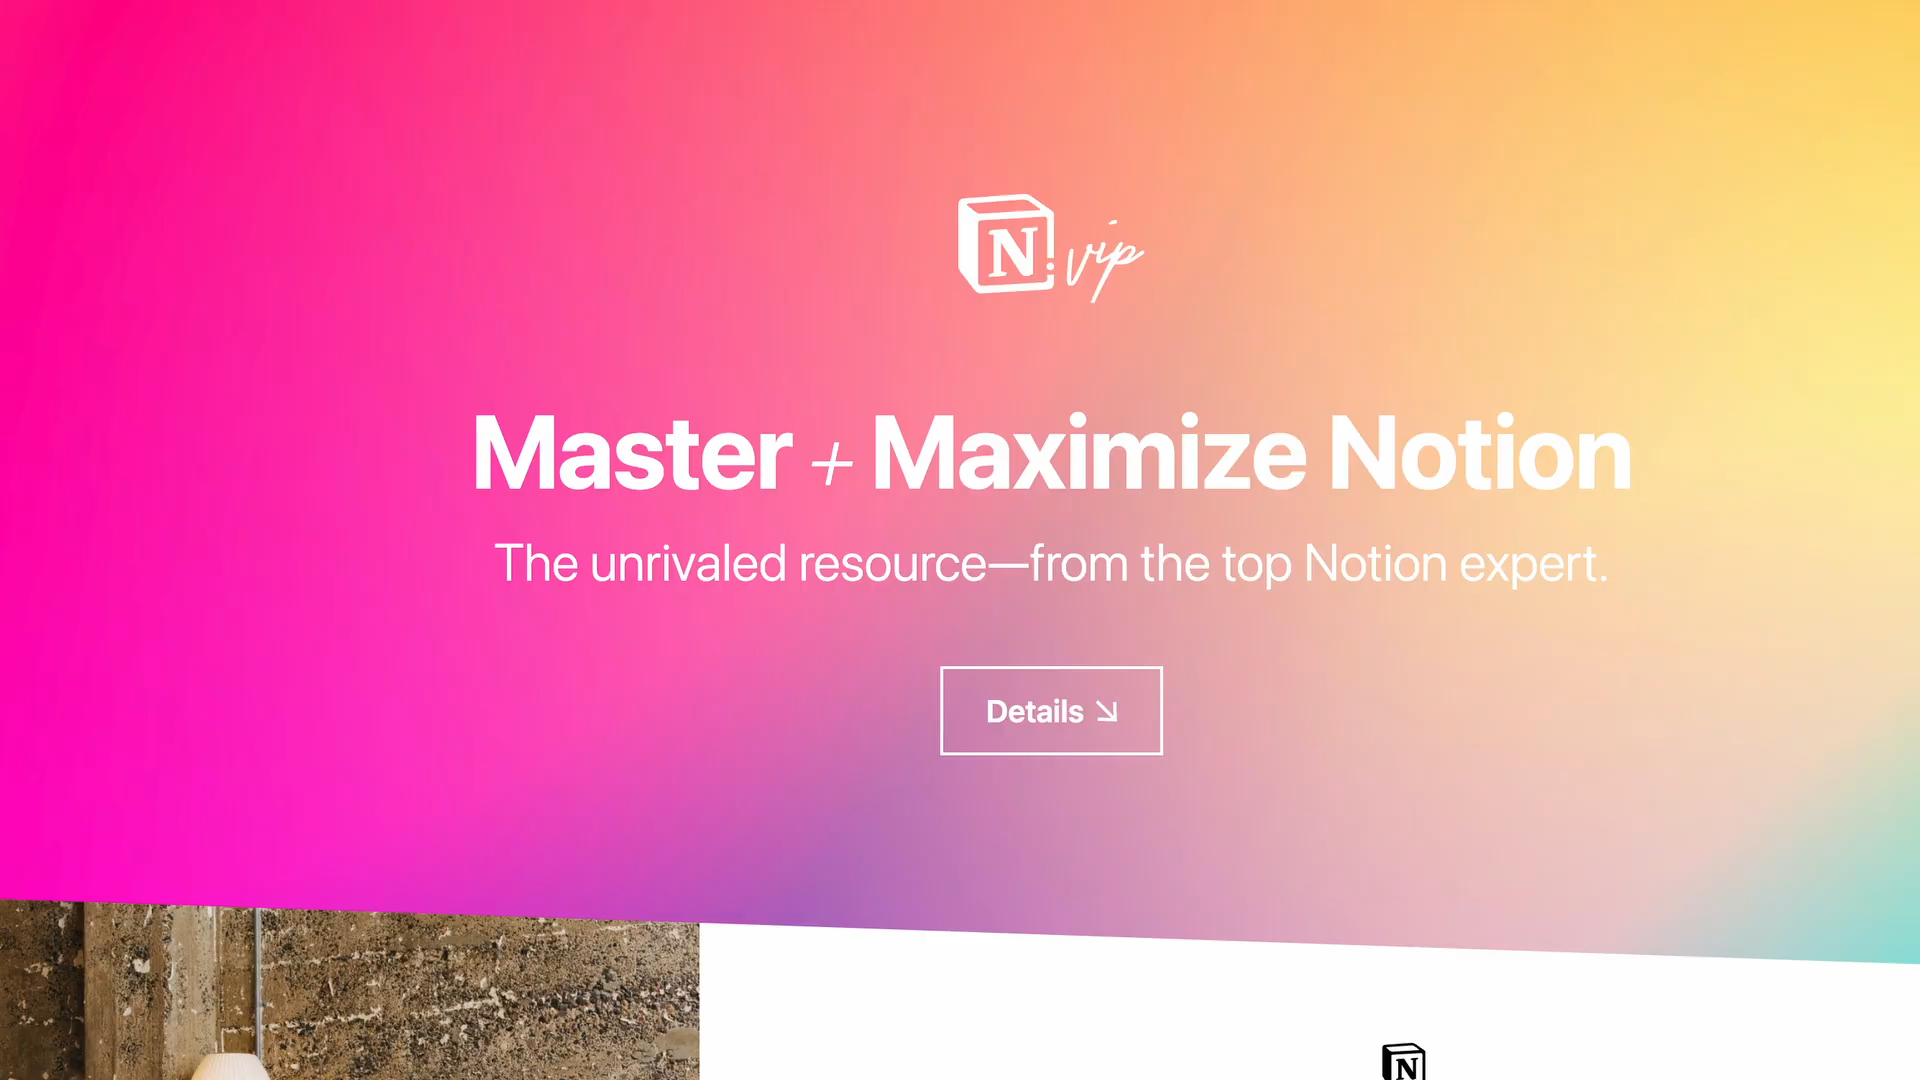 N.vip
Master + Maximize Notion
The unrivaled resource—from the top Notion expert.
Details ↘
N